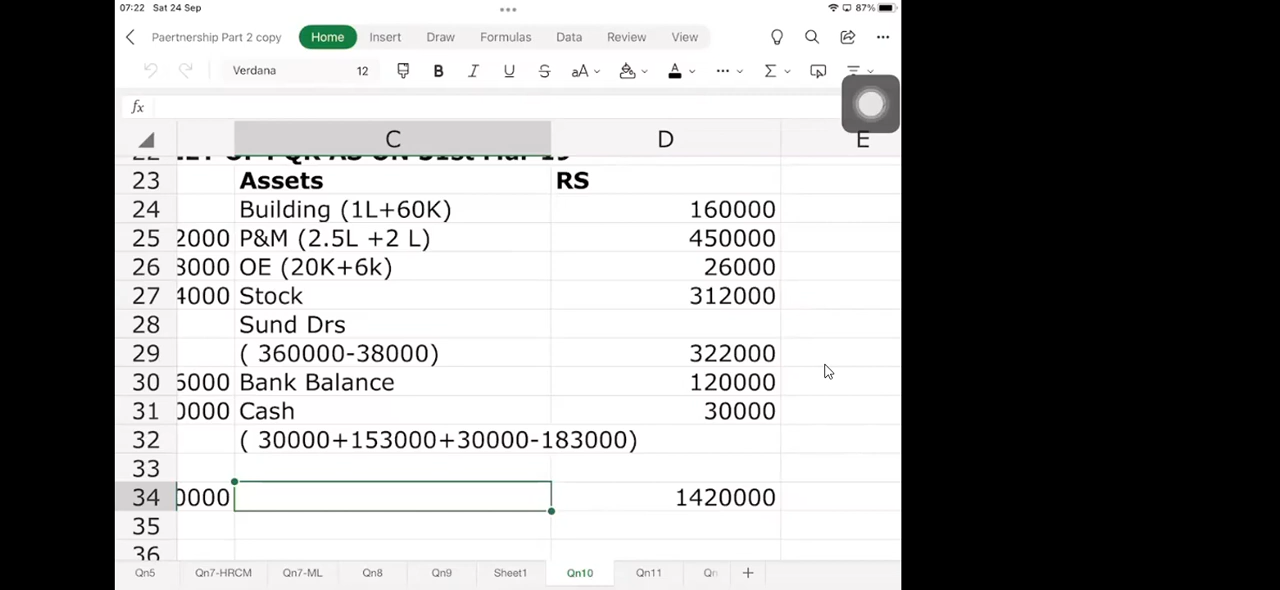 07:22 Sat 24 Sep 87%
Paertnership Part 2 copy Home Insert Draw Formulas Data Review View
Verdana 12 B I U S aA A Σ
fx
C D E
23 Assets RS
24 Building (1L+60K) 160000
25 2000 P&M (2.5L +2 L) 450000
26 3000 OE (20K+6k) 26000
27 4000 Stock 312000
28 Sund Drs
29 ( 360000-38000) 322000
30 Bank Balance 120000
31 0000 Cash 30000
32 ( 30000+153000+30000-183000)
33
34 0000 1420000
35
36
Qn5 Qn7-HRCM Qn7-ML Qn8 Qn9 Sheet1 Qn10 Qn11 Qn +